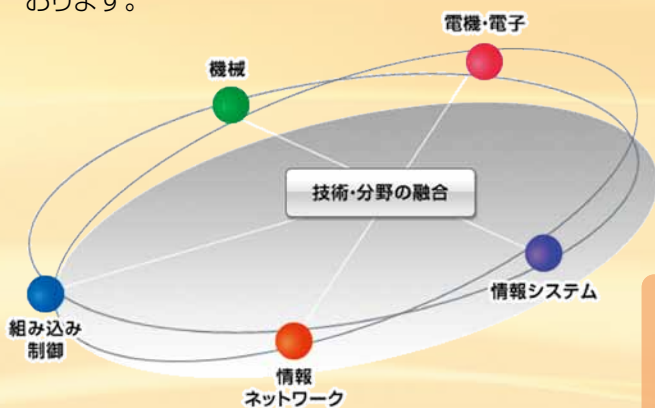 おります。
電機・電子
機械
技術・分野の融合
情報システム
組み込み
制御
情報
ネットワーク